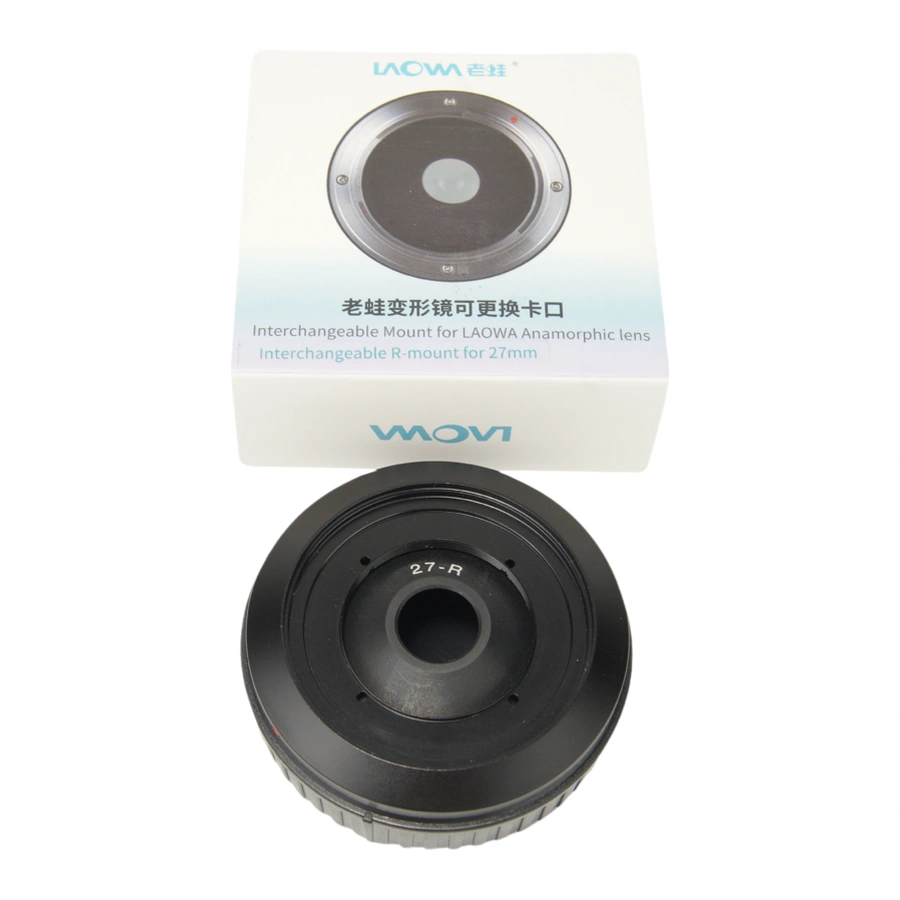 LAOWA 老蛙®
老蛙变形镜可更换卡口
Interchangeable Mount for LAOWA Anamorphic lens
Interchangeable R-mount for 27mm
LAOWA
27-R